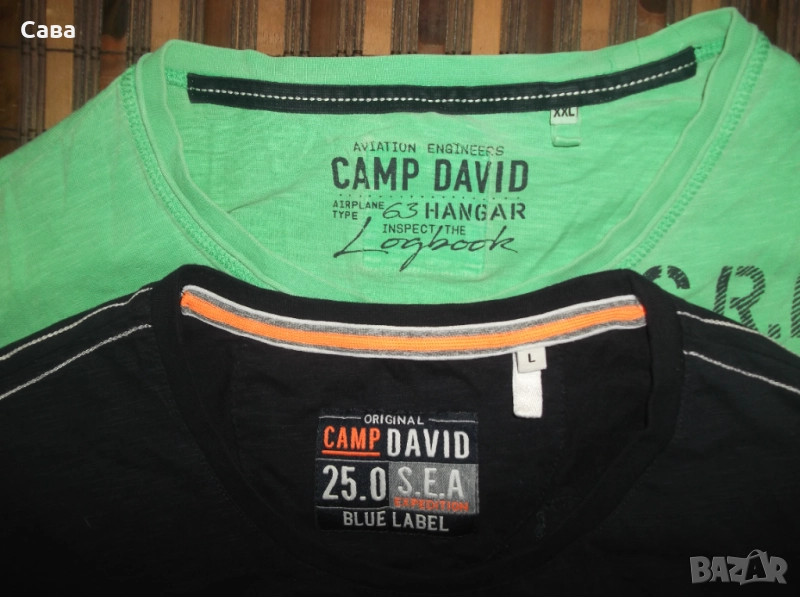 Сава
XXL
AVIATION ENGINEERS
CAMP DAVID
AIRPLANE TYPE 63 HANGAR
INSPECT THE
Logbook
S.R.
L
ORIGINAL
CAMP DAVID
25.0 S.E.A
EXPEDITION
BLUE LABEL
BAZAR